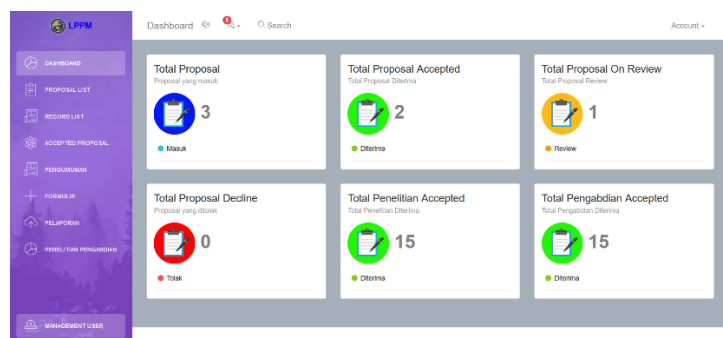 LPPM
Dashboard
Search
Account
DASHBOARD
PROPOSAL LIST
RECORD LIST
ACCEPTED PROPOSAL
PENGUMUMAN
FORMULIR
PELAPORAN
PENELITIAN PENGABDIAN
MANAGEMENT USER
Total Proposal
Proposal yang masuk
3
Masuk
Total Proposal Accepted
Total Proposal Diterima
2
Diterima
Total Proposal On Review
Total Proposal Review
1
Review
Total Proposal Decline
Proposal yang ditolak
0
Tolak
Total Penelitian Accepted
Total Penelitian Diterima
15
Diterima
Total Pengabdian Accepted
Total Pengabdian Diterima
15
Diterima